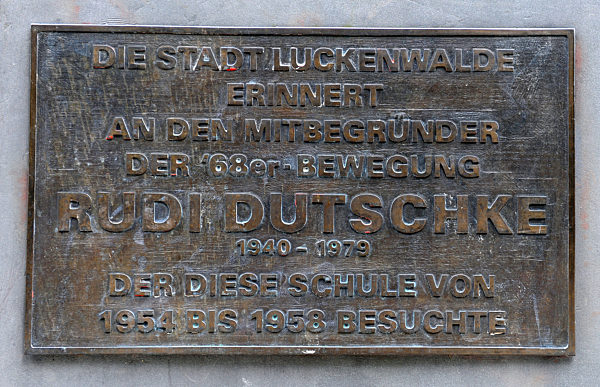 DIE STADT LUCKENWALDE
ERINNERT
AN DEN MITBEGRÜNDER
DER '68er-BEWEGUNG
RUDI DUTSCHKE
1940 - 1979
DER DIESE SCHULE VON
1954 BIS 1958 BESUCHTE